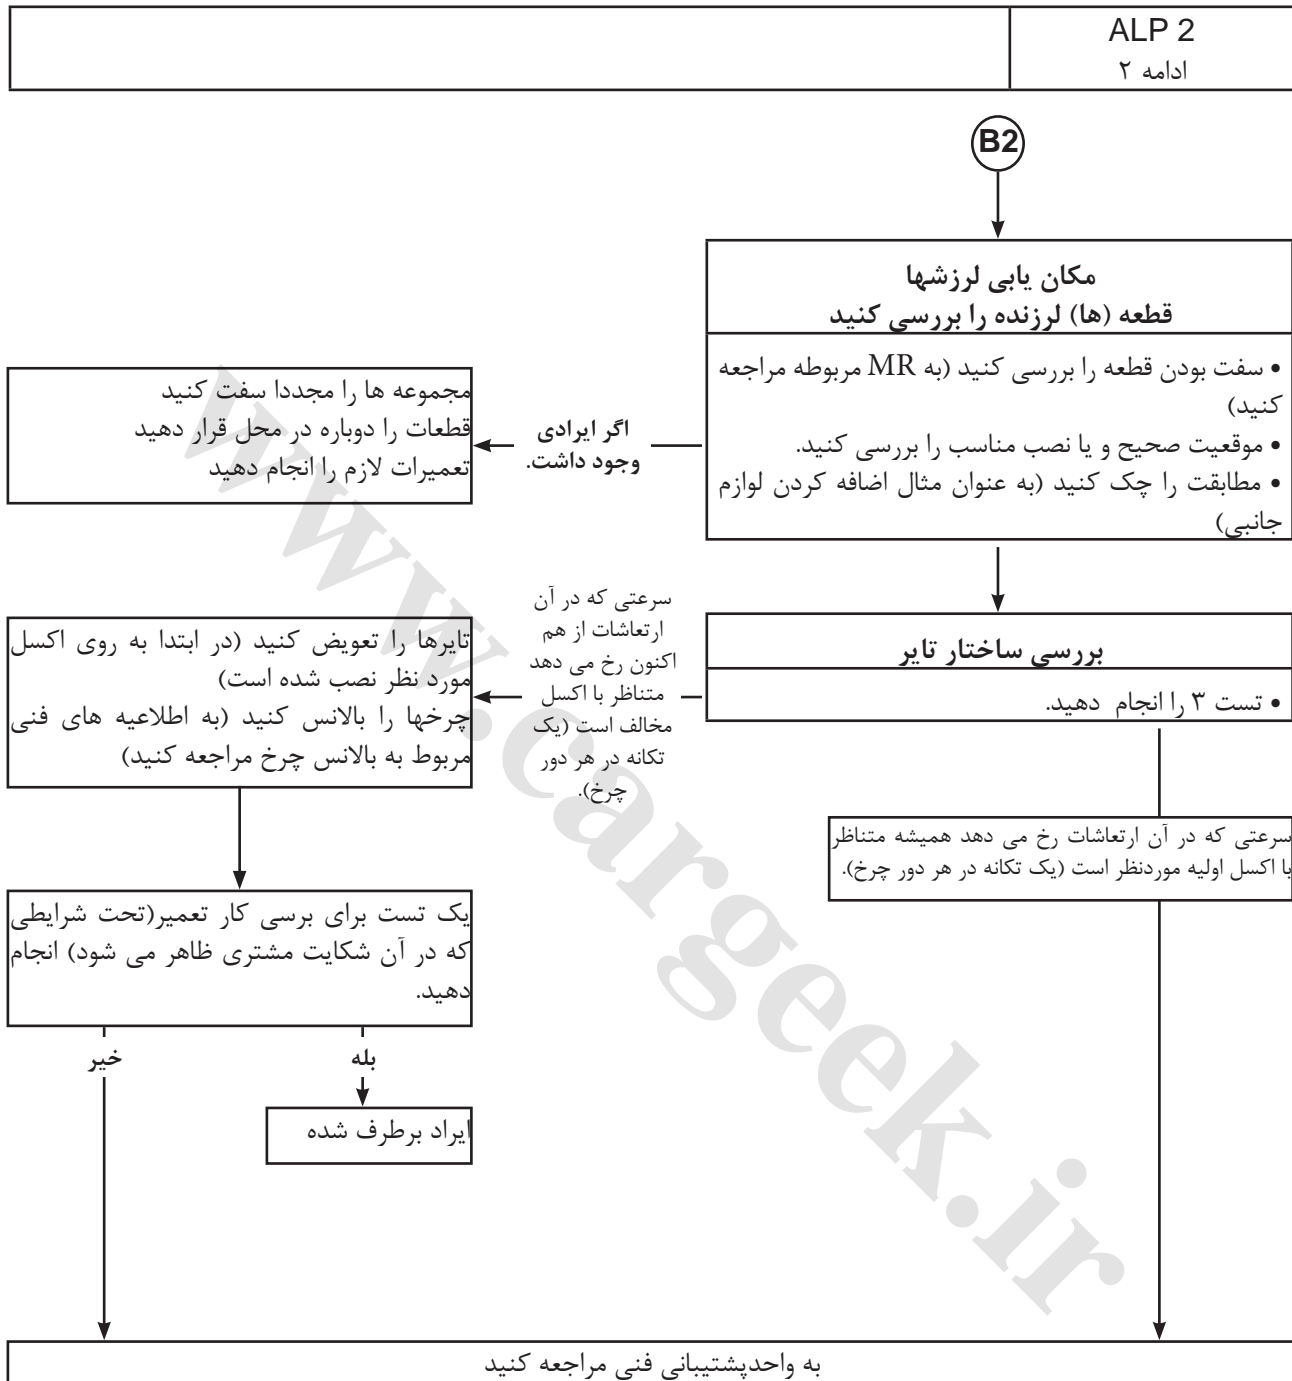 ALP 2
ادامه ۲
B2
مکان یابی لرزشها
قطعه (ها) لرزنده را بررسی کنید
• سفت بودن قطعه را بررسی کنید (به MR مربوطه مراجعه
کنید)
• موقعیت صحیح و یا نصب مناسب را بررسی کنید.
• مطابقت را چک کنید (به عنوان مثال اضافه کردن لوازم
جانبی)
اگر ایرادی
وجود داشت.
مجموعه ها را مجددا سفت کنید
قطعات را دوباره در محل قرار دهید
تعمیرات لازم را انجام دهید
بررسی ساختار تایر
• تست ۳ را انجام دهید.
سرعتی که در آن
ارتعاشات از هم
اکنون رخ می دهد
متناظر با اکسل
مخالف است (یک
تکانه در هر دور
چرخ).
تایرها را تعویض کنید (در ابتدا به روی اکسل
مورد نظر نصب شده است)
چرخها را بالانس کنید (به اطلاعیه های فنی
مربوط به بالانس چرخ مراجعه کنید)
سرعتی که در آن ارتعاشات رخ می دهد همیشه متناظر
با اکسل اولیه موردنظر است (یک تکانه در هر دور چرخ).
یک تست برای برسی کار تعمیر(تحت شرایطی
که در آن شکایت مشتری ظاهر می شود) انجام
دهید.
بله
خیر
ایراد برطرف شده
به واحدپشتیبانی فنی مراجعه کنید
www.cargeek.ir